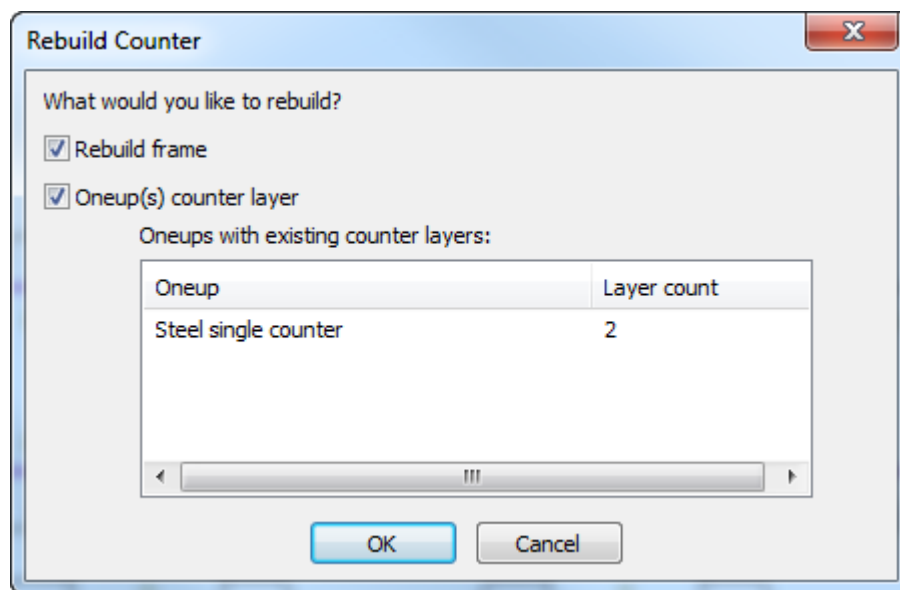 Rebuild Counter
What would you like to rebuild?
Rebuild frame
Oneup(s) counter layer
Oneups with existing counter layers:
Oneup Layer count
Steel single counter 2
OK Cancel